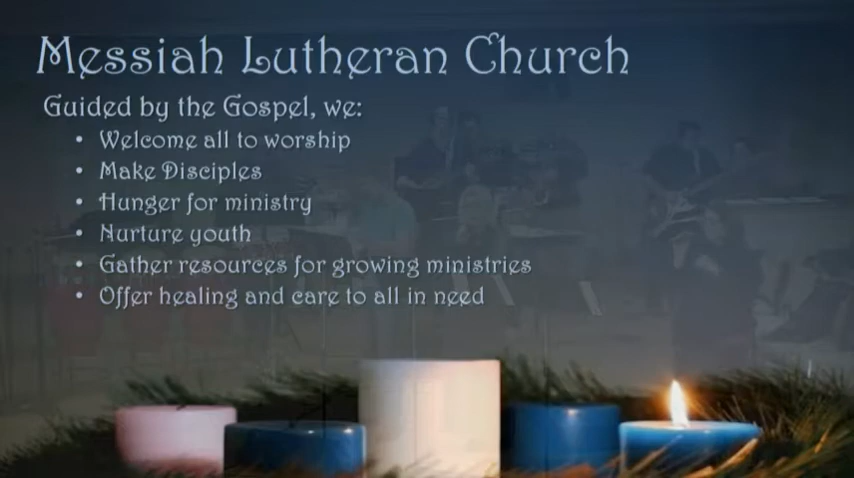 Messiah Lutheran Church
Guided by the Gospel, we:
• Welcome all to worship
• Make Disciples
• Hunger for ministry
• Nurture youth
• Gather resources for growing ministries
• Offer healing and care to all in need